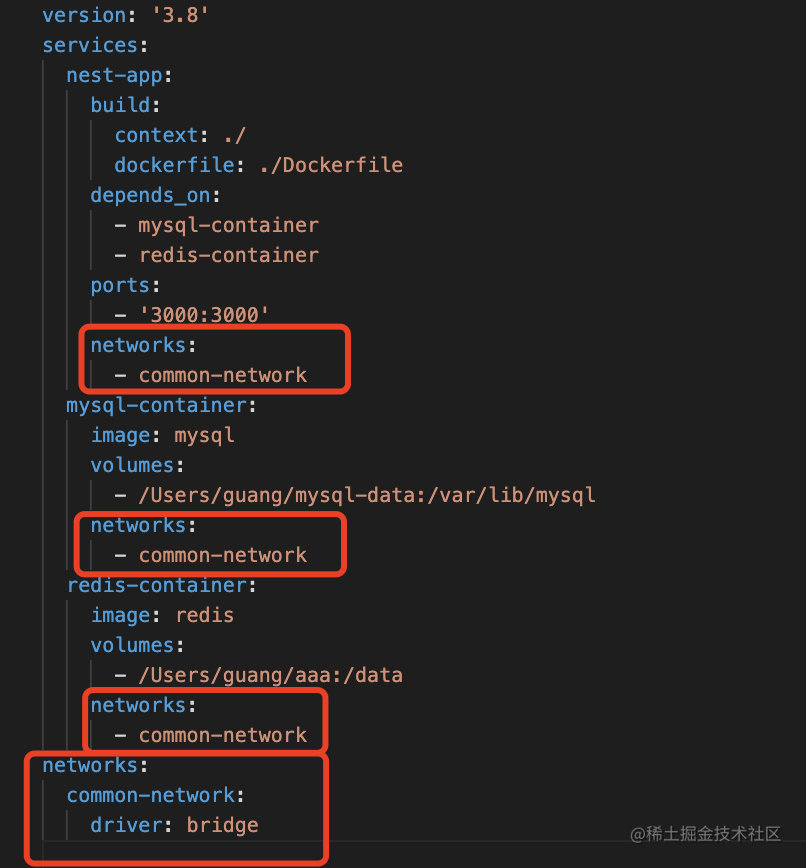 version: '3.8'
services:
  nest-app:
    build:
      context: ./
      dockerfile: ./Dockerfile
    depends_on:
      - mysql-container
      - redis-container
    ports:
      - '3000:3000'
    networks:
      - common-network
  mysql-container:
    image: mysql
    volumes:
      - /Users/guang/mysql-data:/var/lib/mysql
    networks:
      - common-network
  redis-container:
    image: redis
    volumes:
      - /Users/guang/aaa:/data
    networks:
      - common-network
networks:
  common-network:
    driver: bridge
@稀土掘金技术社区